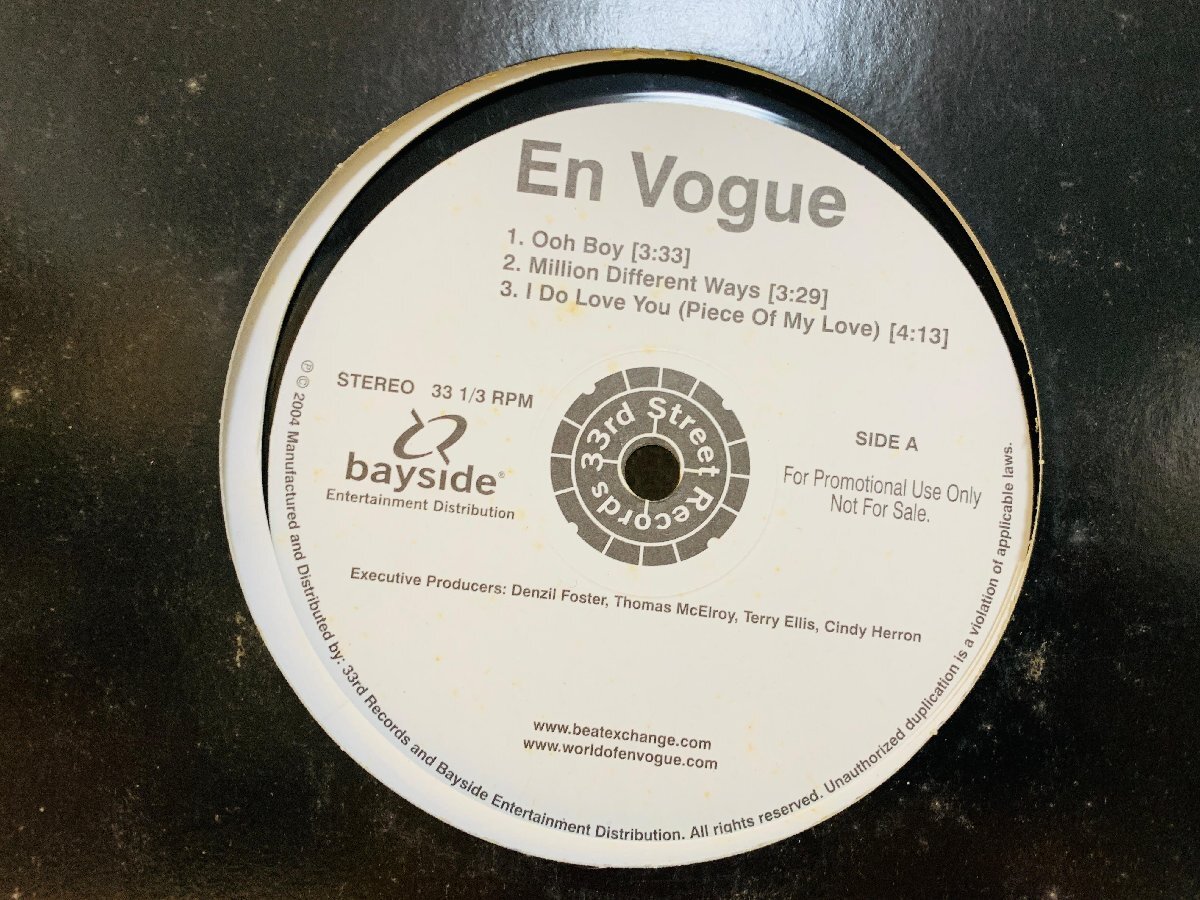 En Vogue
1. Ooh Boy [3:33]
2. Million Different Ways [3:29]
3. I Do Love You (Piece Of My Love) [4:13]
STEREO 33 1/3 RPM
bayside®
Entertainment Distribution
33rd Street Records
SIDE A
For Promotional Use Only
Not For Sale.
Executive Producers: Denzil Foster, Thomas McElroy, Terry Ellis, Cindy Herron
www.beatexchange.com
www.worldofenvogue.com
℗ © 2004 Manufactured and Distributed by: 33rd Records and Bayside Entertainment Distribution. All rights reserved. Unauthorized duplication is a violation of applicable laws.